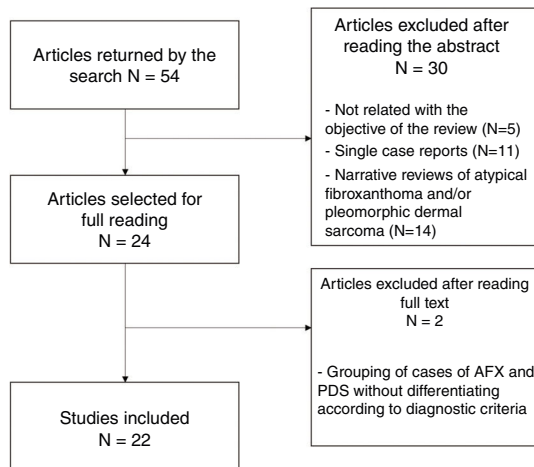 Articles returned by the
search N = 54
Articles excluded after
reading the abstract
N = 30
- Not related with the
objective of the review (N=5)
- Single case reports (N=11)
- Narrative reviews of atypical
fibroxanthoma and/or
pleomorphic dermal
sarcoma (N=14)
Articles selected for
full reading
N = 24
Articles excluded after reading
full text
N = 2
- Grouping of cases of AFX and
PDS without differentiating
according to diagnostic criteria
Studies included
N = 22